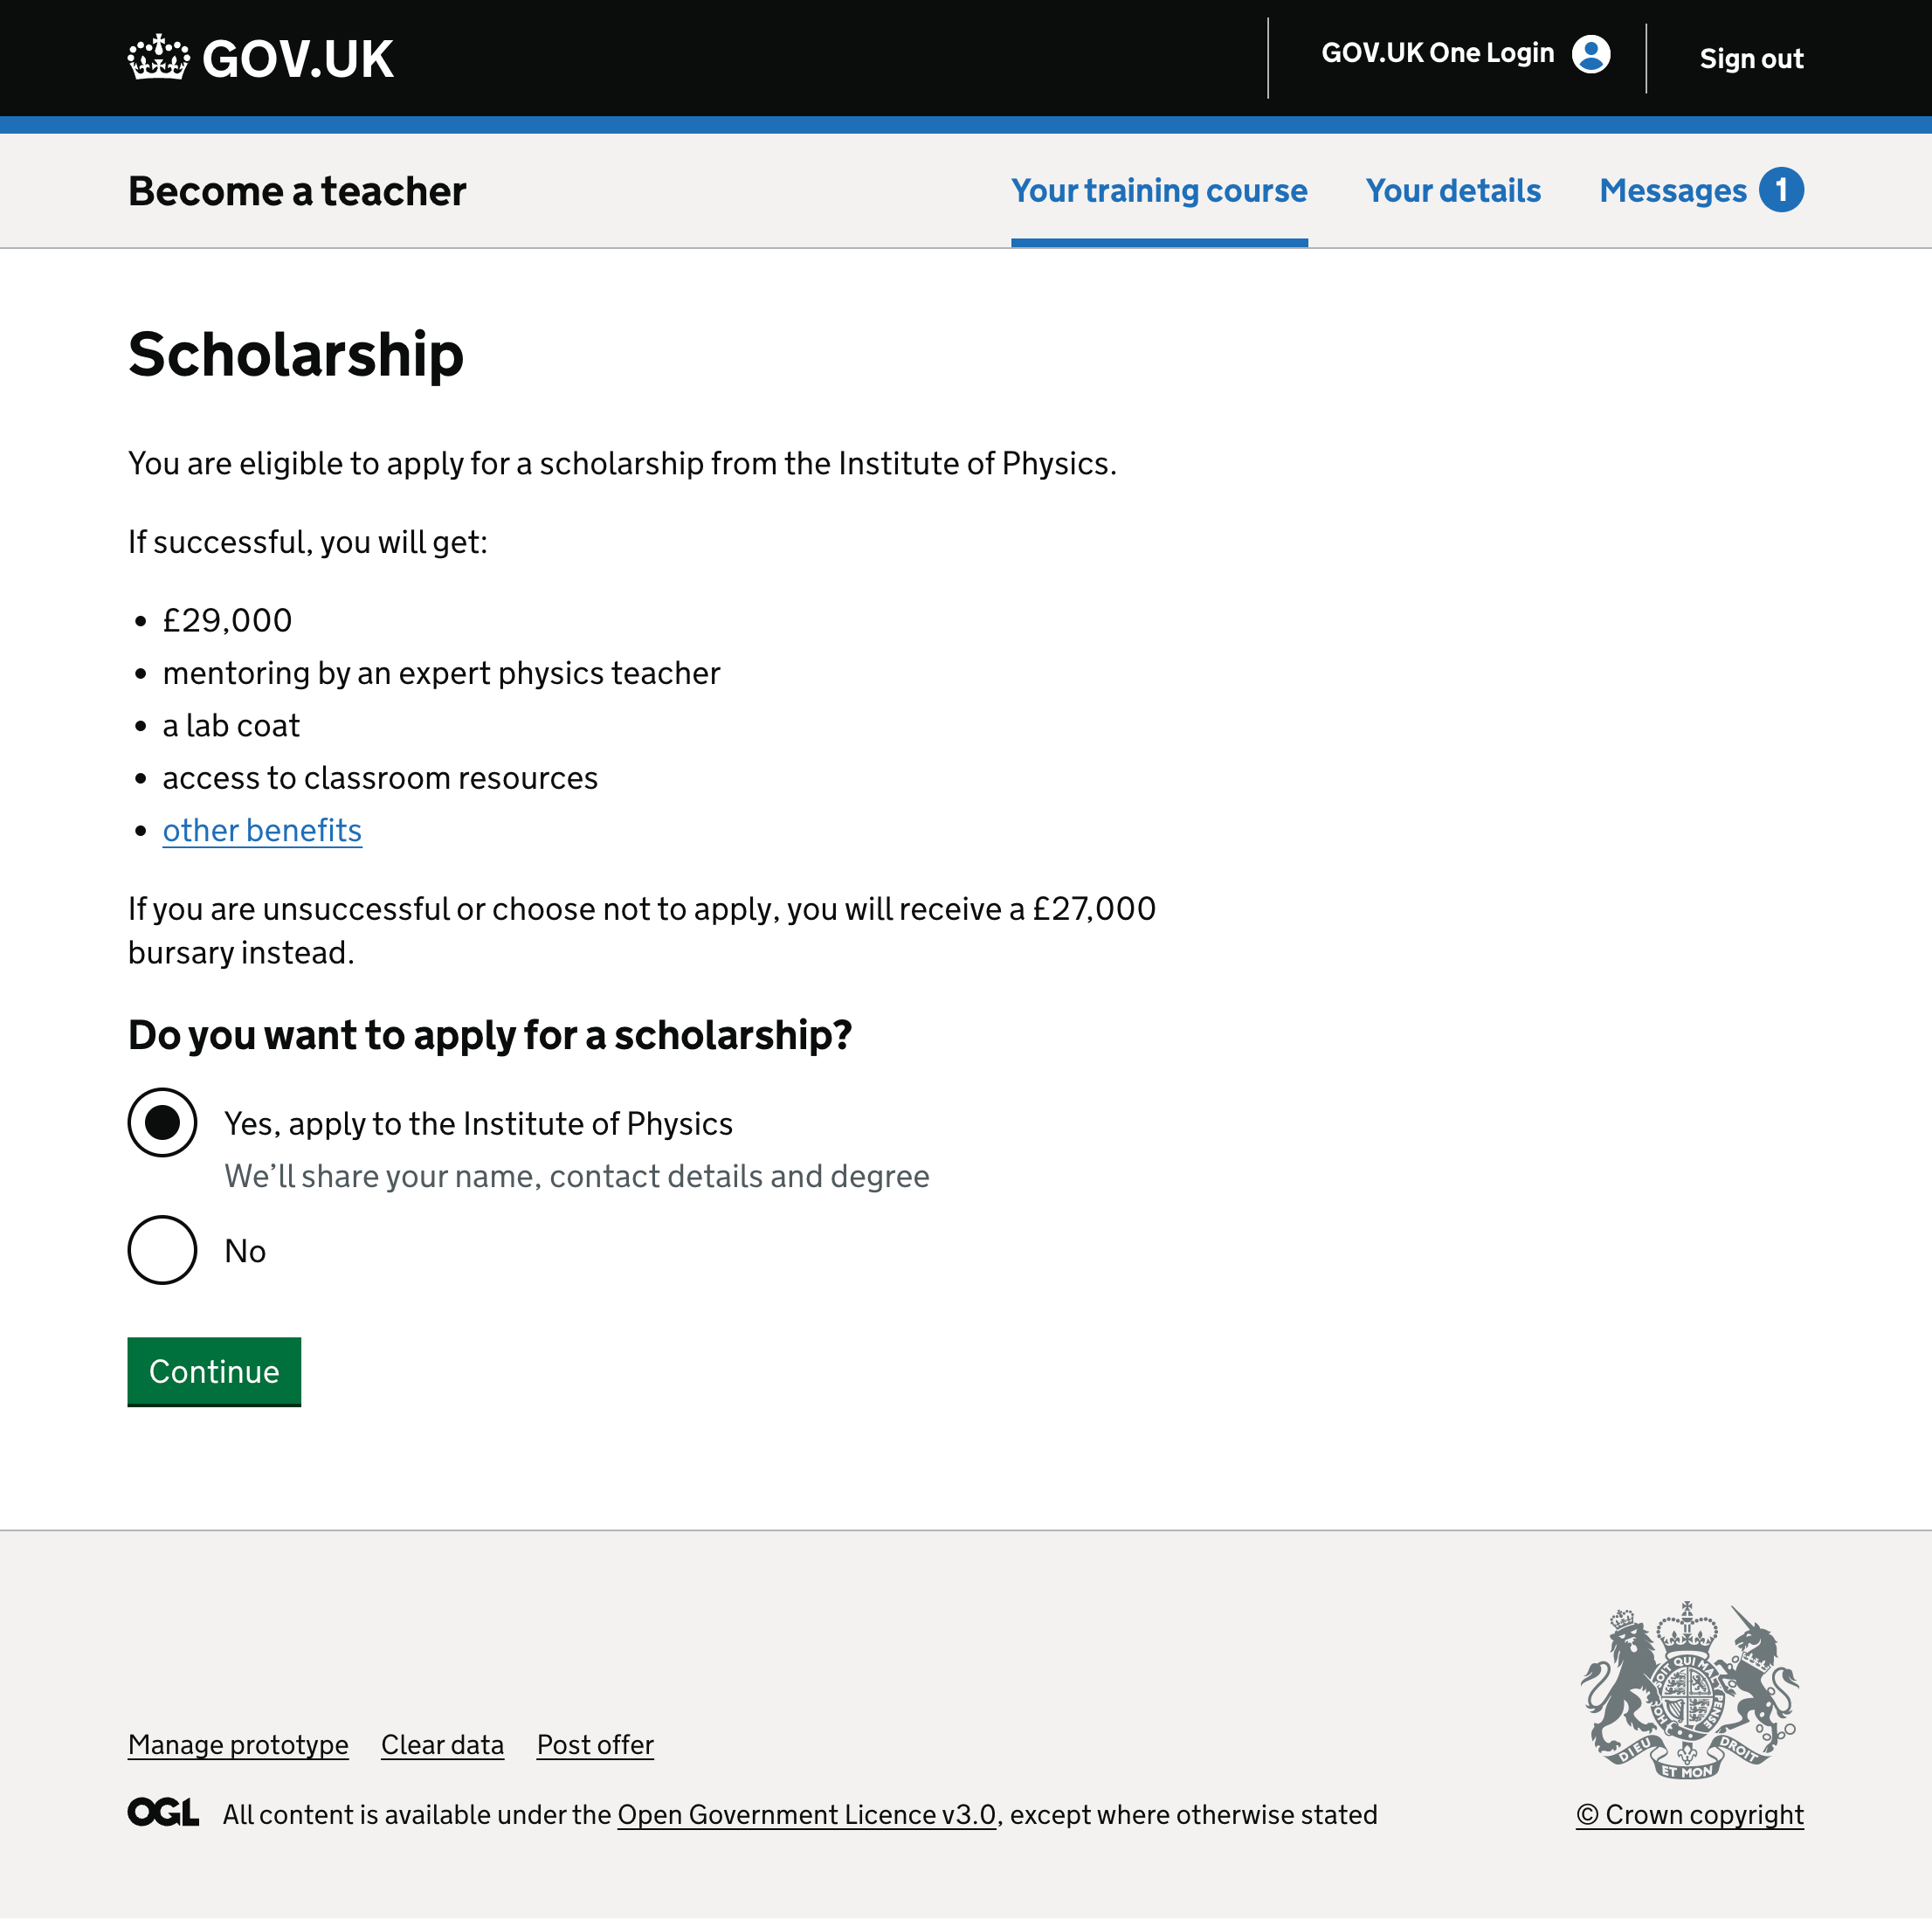 GOV.UK
GOV.UK One Login
Sign out
Become a teacher
Your training course
Your details
Messages 1
Scholarship
You are eligible to apply for a scholarship from the Institute of Physics.
If successful, you will get:
• £29,000
• mentoring by an expert physics teacher
• a lab coat
• access to classroom resources
• other benefits
If you are unsuccessful or choose not to apply, you will receive a £27,000
bursary instead.
Do you want to apply for a scholarship?
Yes, apply to the Institute of Physics
We’ll share your name, contact details and degree
No
Continue
Manage prototype
Clear data
Post offer
OGL
All content is available under the Open Government Licence v3.0, except where otherwise stated
DIEU ET MON DROIT
© Crown copyright